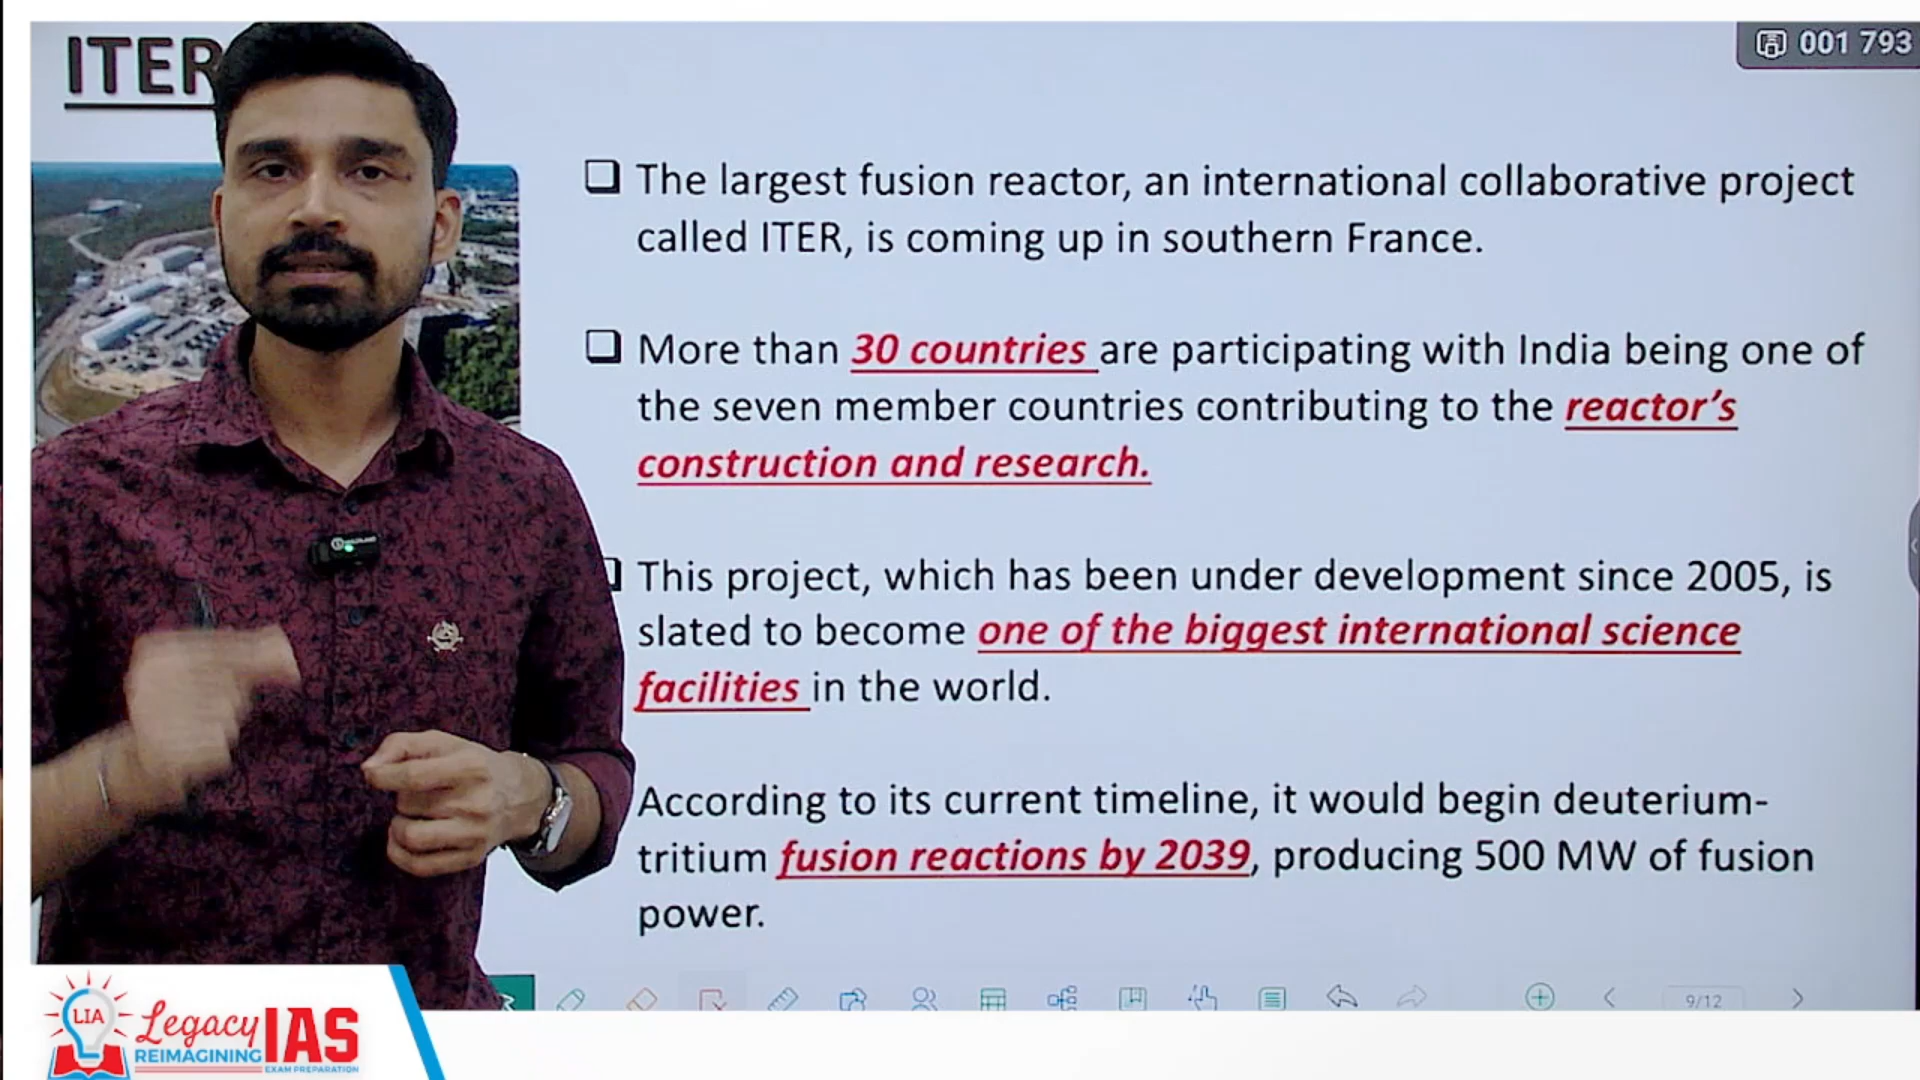 ITER
001 793
❑ The largest fusion reactor, an international collaborative project
called ITER, is coming up in southern France.
❑ More than 30 countries are participating with India being one of
the seven member countries contributing to the reactor’s
construction and research.
This project, which has been under development since 2005, is
slated to become one of the biggest international science
facilities in the world.
According to its current timeline, it would begin deuterium-
tritium fusion reactions by 2039, producing 500 MW of fusion
power.
9/12
LIA
Legacy IAS
REIMAGINING
EXAM PREPARATION